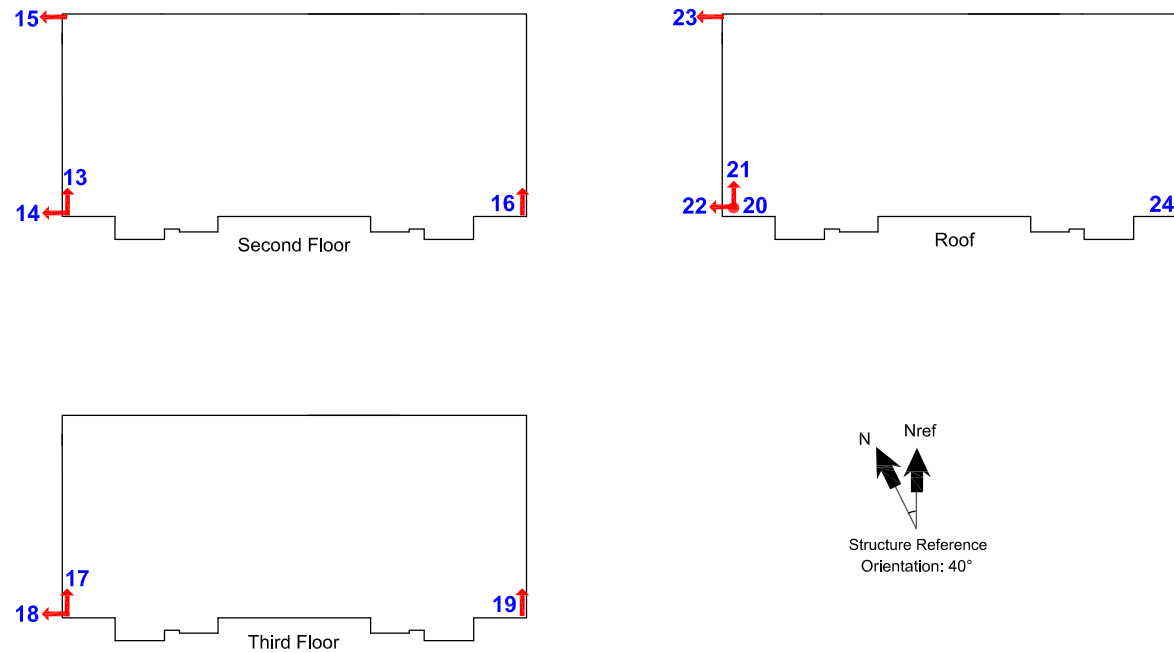 15
13
14
16
Second Floor
23
21
22
20
24
Roof
17
18
19
Third Floor
N
Nref
Structure Reference
Orientation: 40°